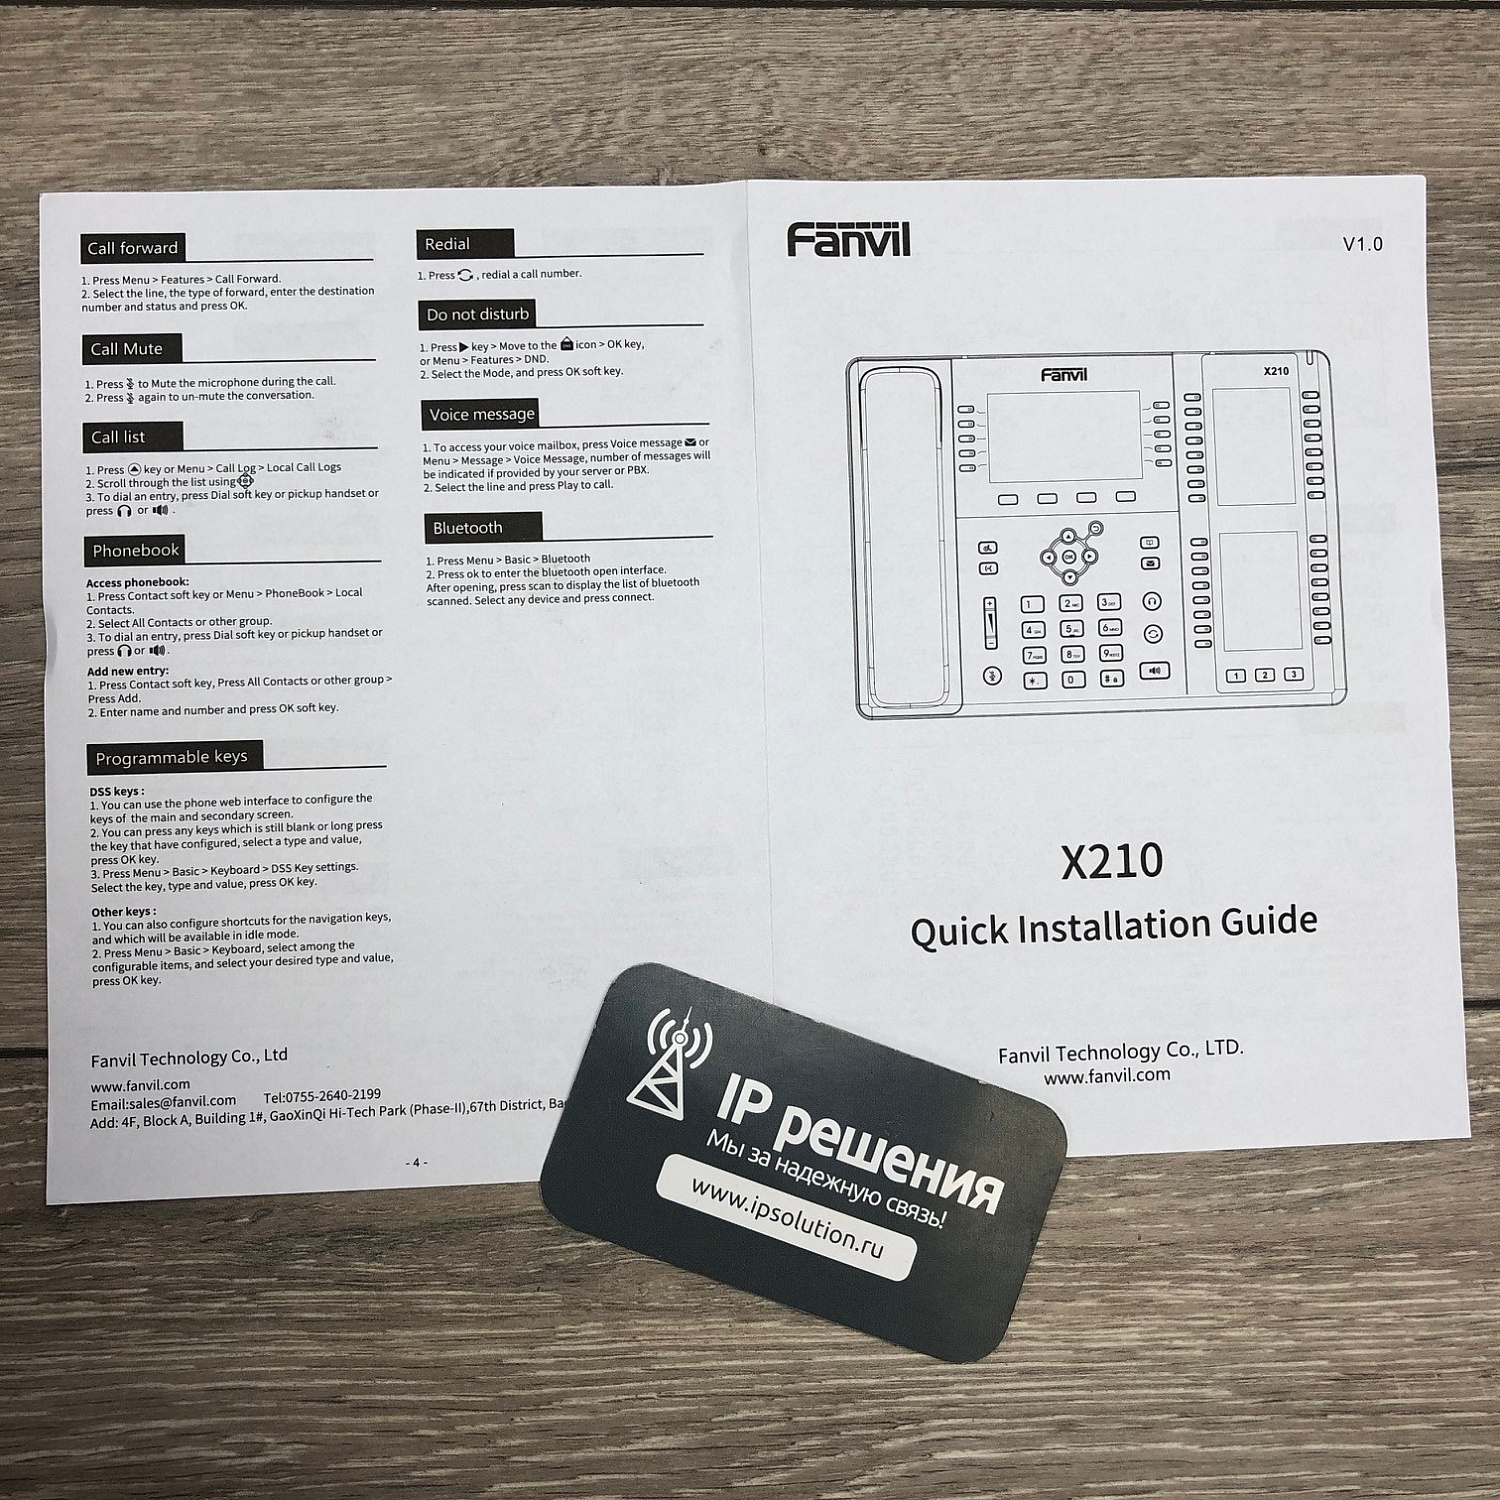 Call forward
1. Press Menu > Features > Call Forward.
2. Select the line, the type of forward, enter the destination
number and status and press OK.
Call Mute
1. Press to Mute the microphone during the call.
2. Press again to un-mute the conversation.
Call list
1. Press key or Menu > Call Log > Local Call Logs
2. Scroll through the list using
3. To dial an entry, press Dial soft key or pickup handset or
press or .
Phonebook
Access phonebook:
1. Press Contact soft key or Menu > PhoneBook > Local
Contacts.
2. Select All Contacts or other group.
3. To dial an entry, press Dial soft key or pickup handset or
press or .
Add new entry:
1. Press Contact soft key, Press All Contacts or other group >
Press Add.
2. Enter name and number and press OK soft key.
Programmable keys
DSS keys :
1. You can use the phone web interface to configure the
keys of the main and secondary screen.
2. You can press any keys which is still blank or long press
the key that have configured, select a type and value,
press OK key.
3. Press Menu > Basic > Keyboard > DSS Key settings.
Select the key, type and value, press OK key.
Other keys :
1. You can also configure shortcuts for the navigation keys,
and which will be available in idle mode.
2. Press Menu > Basic > Keyboard, select among the
configurable items, and select your desired type and value,
press OK key.
Redial
1. Press , redial a call number.
Do not disturb
1. Press key > Move to the icon > OK key,
or Menu > Features > DND.
2. Select the Mode, and press OK soft key.
Voice message
1. To access your voice mailbox, press Voice message or
Menu > Message > Voice Message, number of messages will
be indicated if provided by your server or PBX.
2. Select the line and press Play to call.
Bluetooth
1. Press Menu > Basic > Bluetooth
2. Press ok to enter the bluetooth open interface.
After opening, press scan to display the list of bluetooth
scanned. Select any device and press connect.
Fanvil Technology Co., Ltd
www.fanvil.com
Email:sales@fanvil.com Tel:0755-2640-2199
Add: 4F, Block A, Building 1#, GaoXinQi Hi-Tech Park (Phase-II),67th District,
- 4 -
Fanvil
V1.0
Fanvil
X210
OK
1 2 3
4 5 6
7 8 9
* 0 #
1 2 3
X210
Quick Installation Guide
Fanvil Technology Co., LTD.
www.fanvil.com
IP решения
Мы за надежную связь!
www.ipsolution.ru